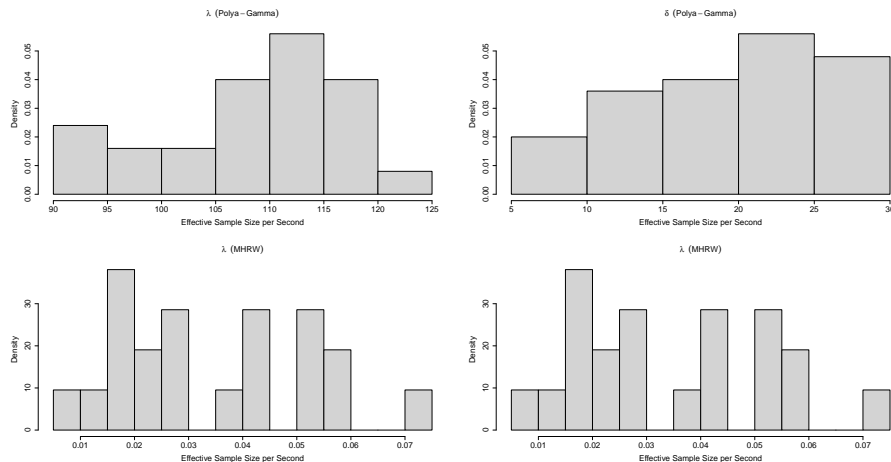 λ (Polya−Gamma)
Density
0.00 0.01 0.02 0.03 0.04 0.05
90 95 100 105 110 115 120 125
Effective Sample Size per Second
δ (Polya−Gamma)
Density
0.00 0.01 0.02 0.03 0.04 0.05
5 10 15 20 25 30
Effective Sample Size per Second
λ (MHRW)
Density
0 10 20 30
0.01 0.02 0.03 0.04 0.05 0.06 0.07
Effective Sample Size per Second
λ (MHRW)
Density
0 10 20 30
0.01 0.02 0.03 0.04 0.05 0.06 0.07
Effective Sample Size per Second